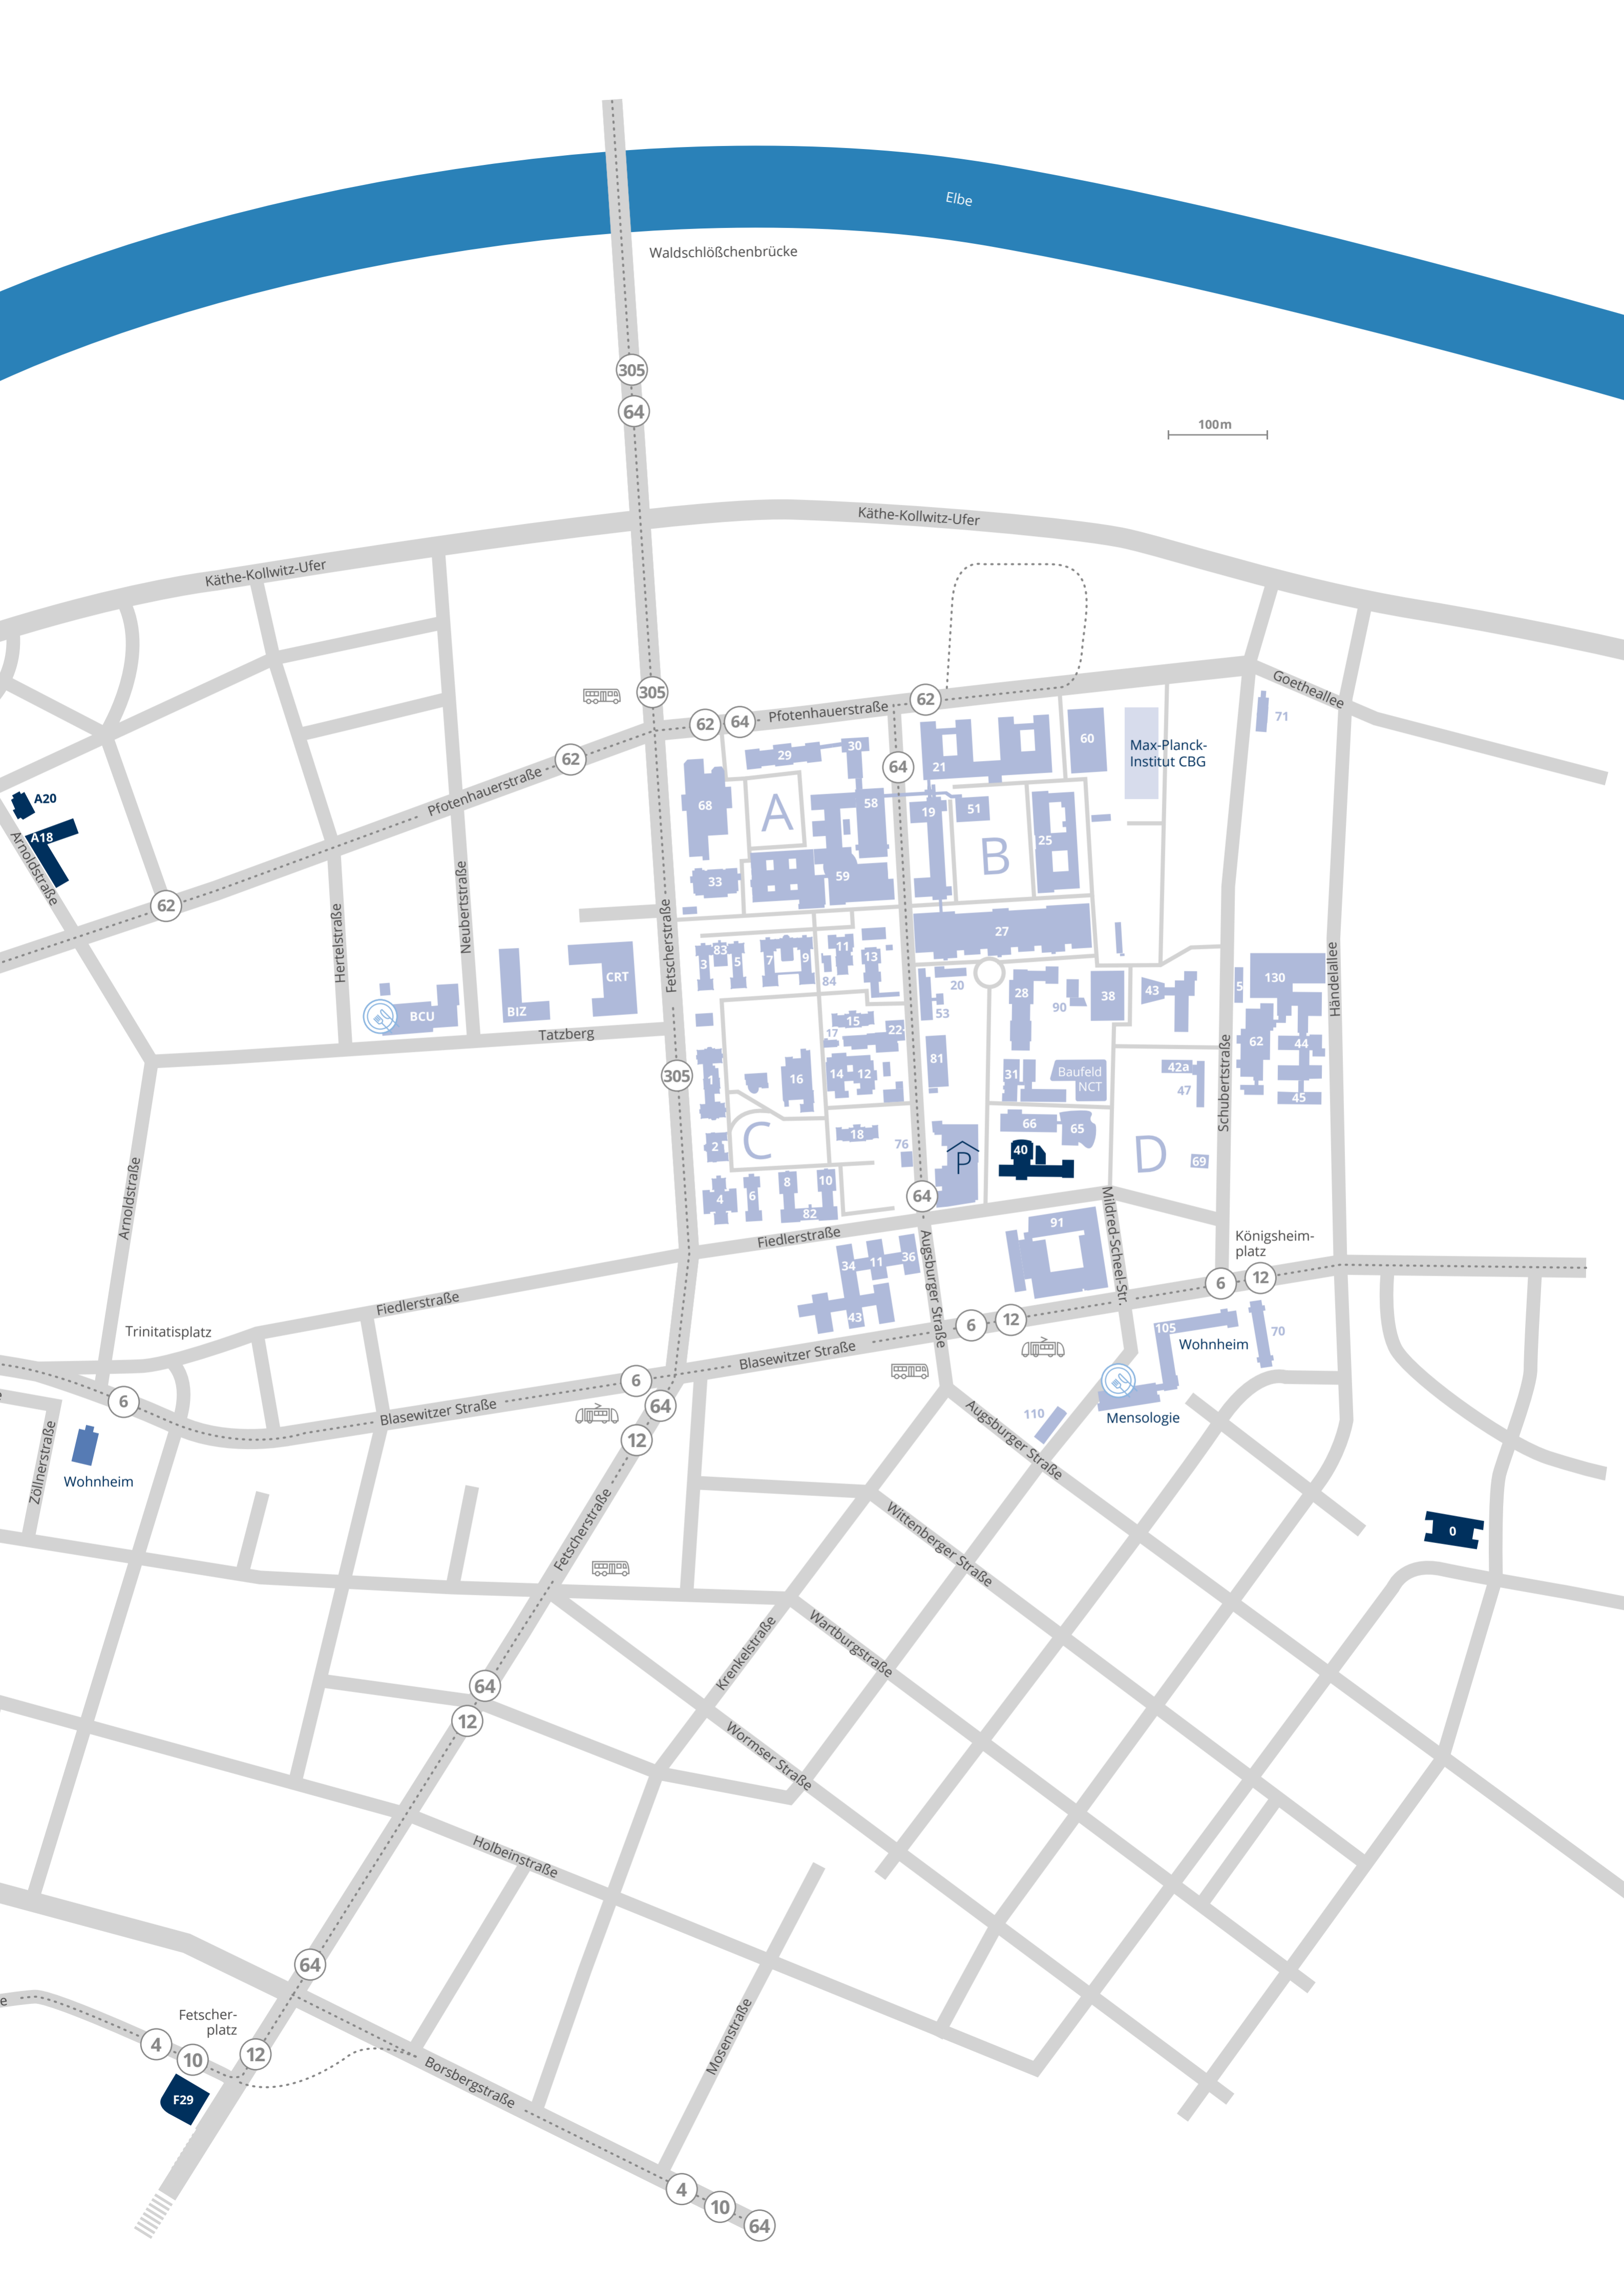 Elbe
Waldschlößchenbrücke
305
64
100m
Käthe-Kollwitz-Ufer
Käthe-Kollwitz-Ufer
Goetheallee
305
62
64
Pfotenhauerstraße
62
71
62
Pfotenhauerstraße
29
30
64
21
60
Max-Planck-
Institut CBG
A20
A18
Arnoldstraße
68
A
58
19
51
B
25
33
59
62
Hertelstraße
Neubertstraße
Fetscherstraße
27
Händelallee
83
3
5
7
9
11
13
84
20
53
28
90
38
43
5
130
CRT
BIZ
BCU
Tatzberg
15
17
22
81
62
44
305
1
16
14
12
31
Baufeld
NCT
42a
47
45
Schubertstraße
C
2
18
76
P
66
65
40
D
69
Arnoldstraße
4
6
8
10
82
64
Mildred-Scheel-Str.
Fiedlerstraße
91
Königsheim-
platz
34
11
36
43
Augsburger Straße
6
12
Fiedlerstraße
Trinitatisplatz
6
12
105
Wohnheim
70
Blasewitzer Straße
6
6
64
12
Blasewitzer Straße
Mensologie
110
Augsburger Straße
Zöllnerstraße
Wohnheim
Fetscherstraße
Wittenberger Straße
0
Krenkelstraße
Wartburgstraße
64
12
Wormser Straße
Holbeinstraße
64
e
Fetscher-
platz
4
10
12
Mosenstraße
Borsbergstraße
F29
4
10
64